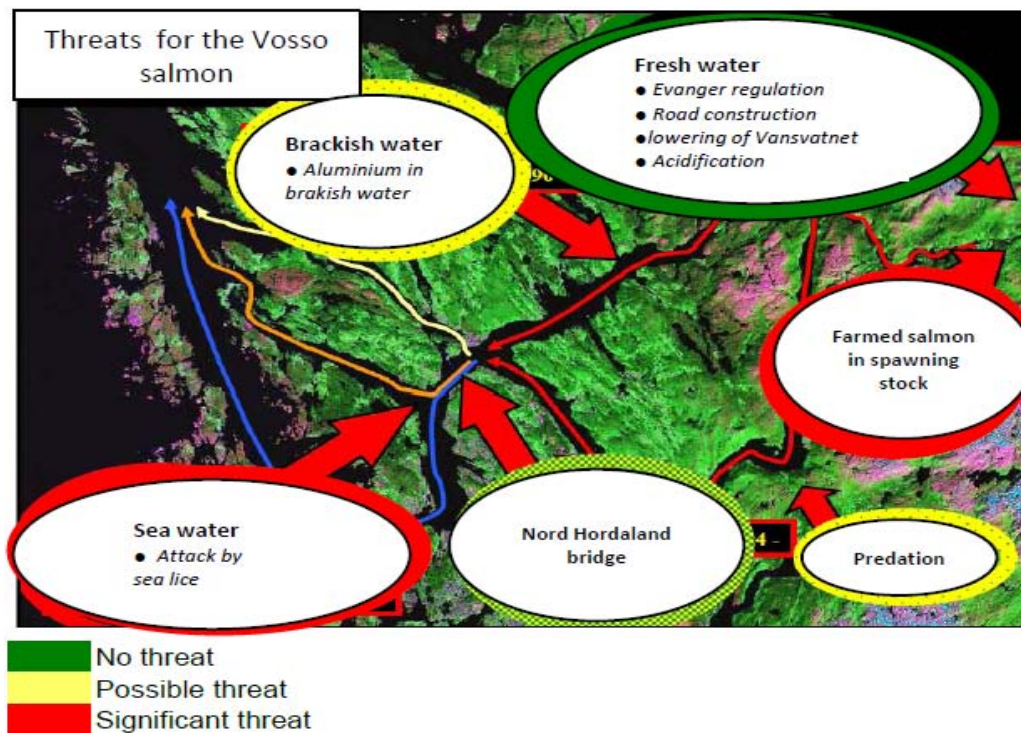 Threats for the Vosso
salmon
Fresh water
● Evanger regulation
● Road construction
●lowering of Vansvatnet
● Acidification
Brackish water
● Aluminium in
brakish water
Farmed salmon
in spawning
stock
Sea water
● Attack by
sea lice
Nord Hordaland
bridge
4 -
Predation
No threat
Possible threat
Significant threat